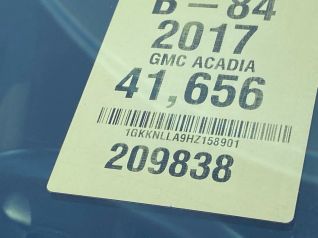 B - 84
2017
GMC ACADIA
41,656
1GKKNLLA9HZ158901
209838